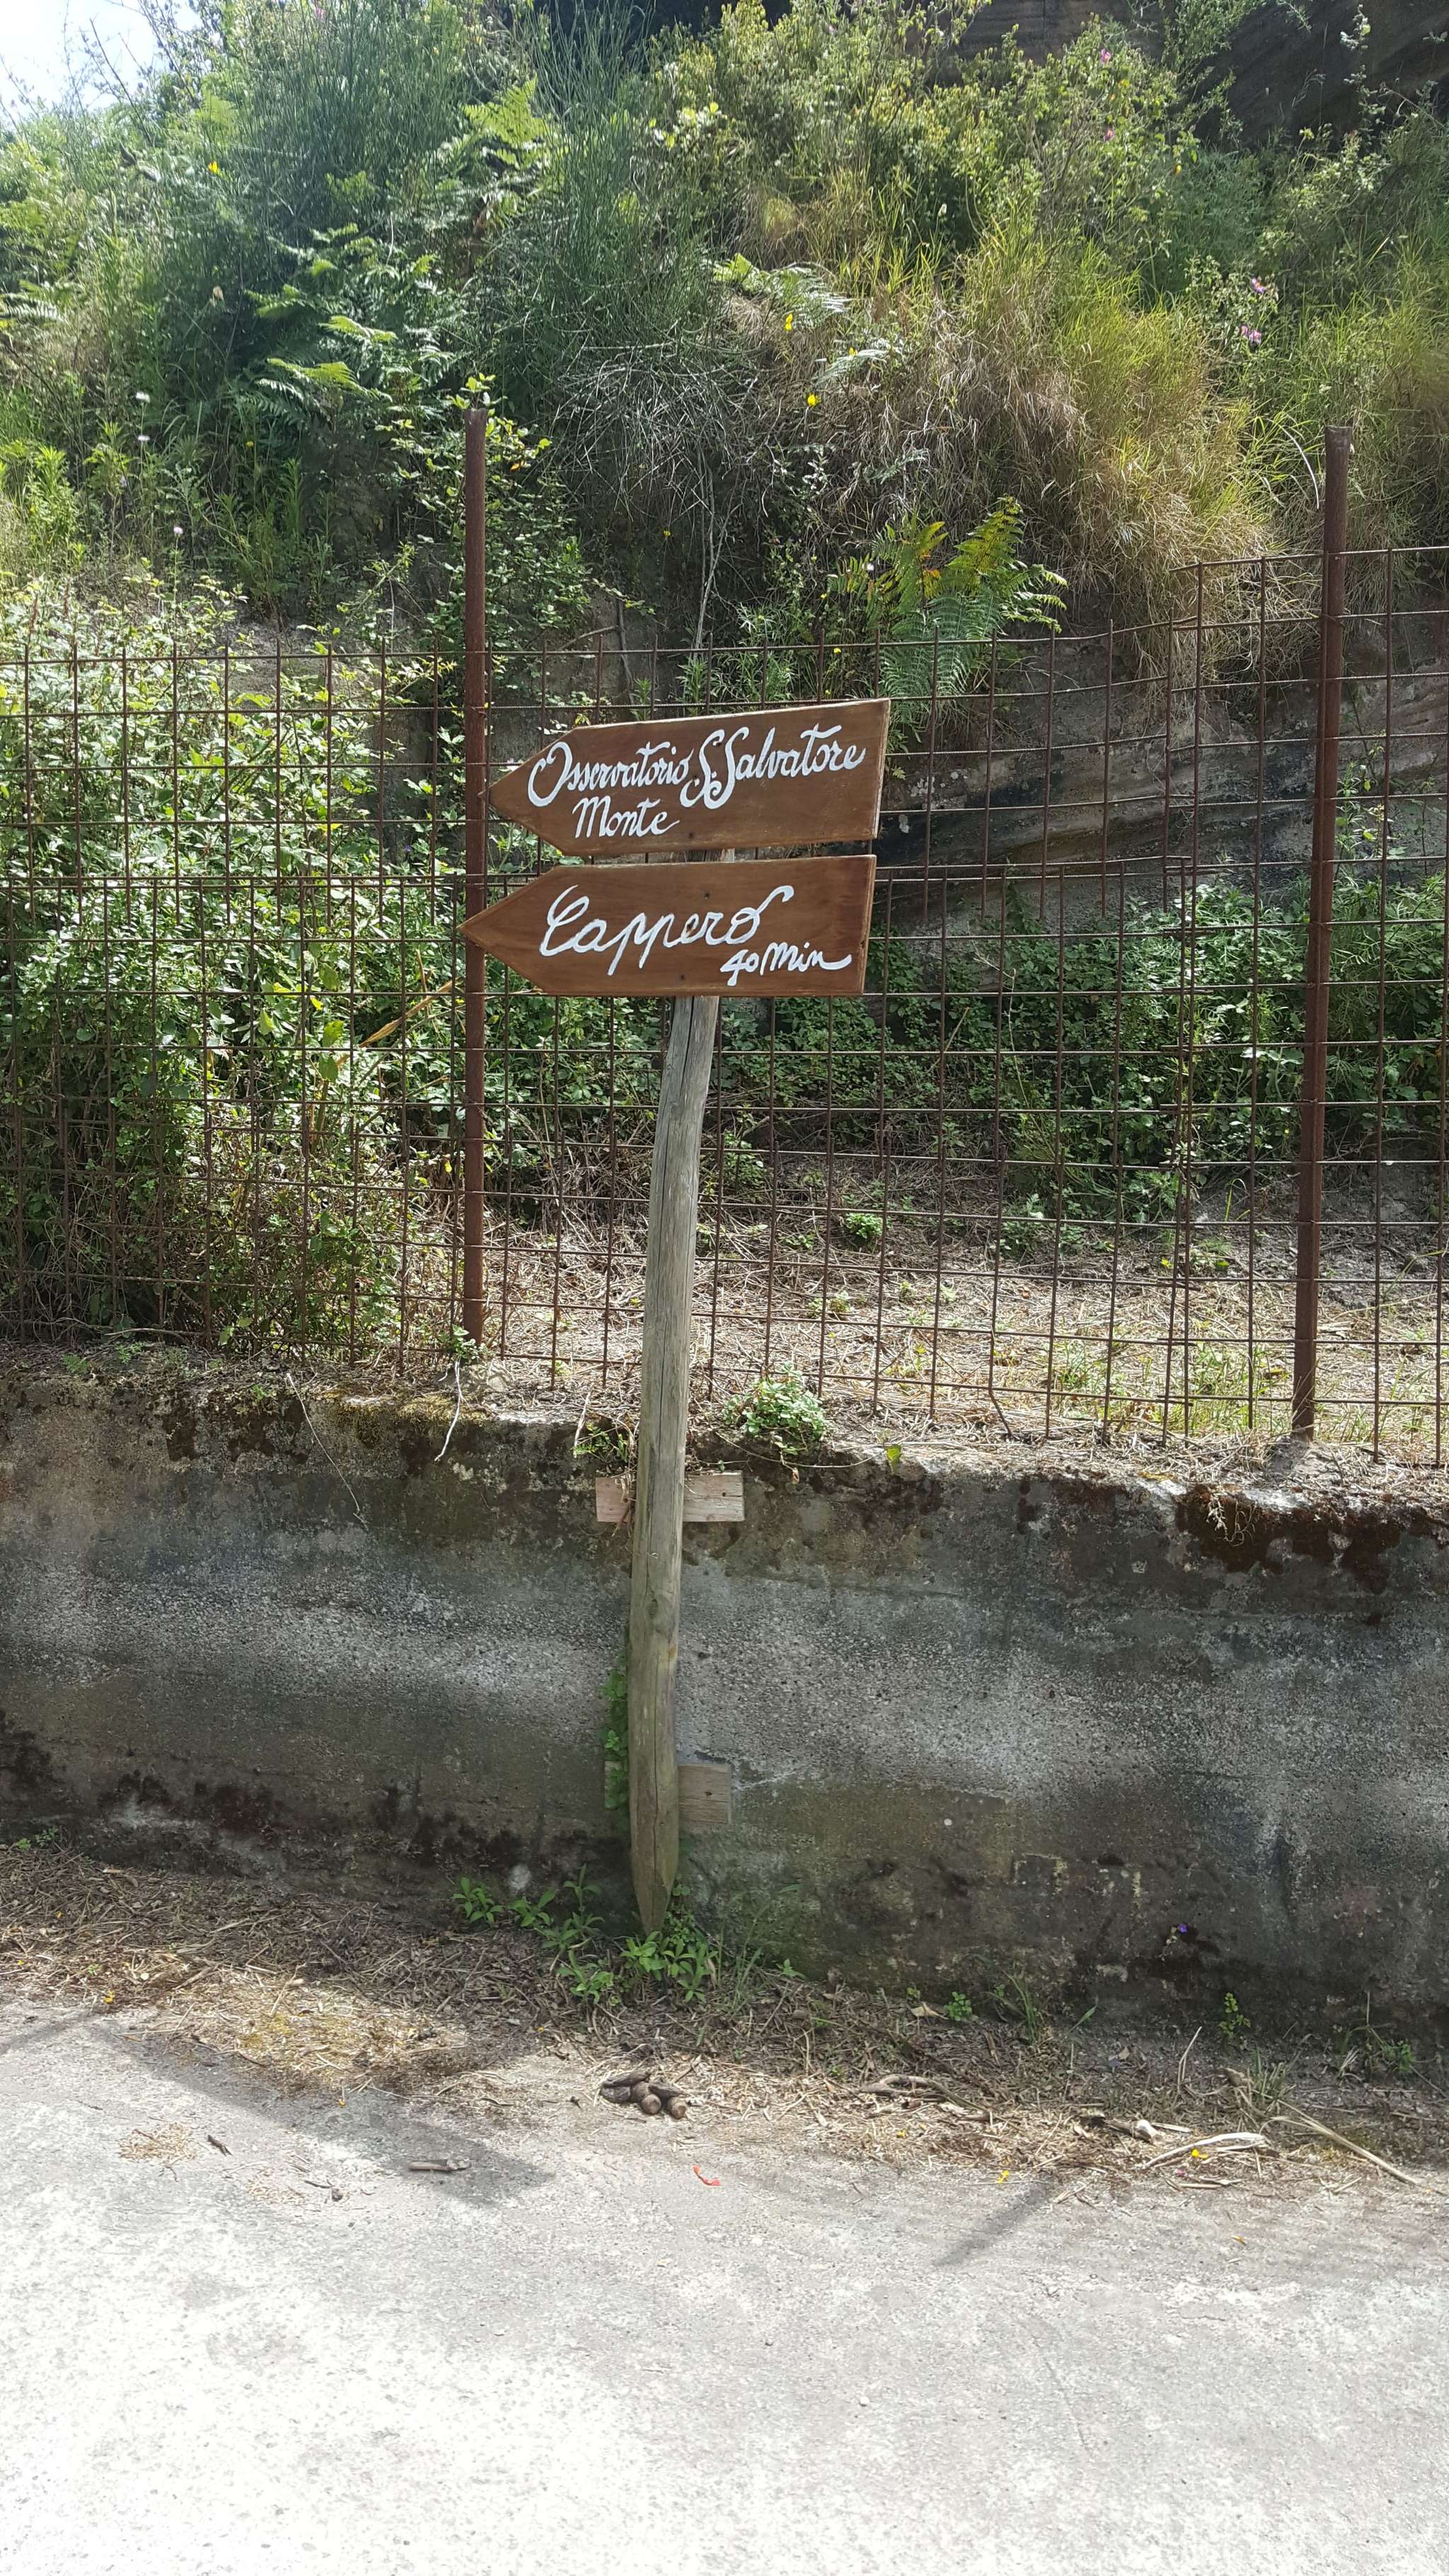 Osservatorio S.Salvatore
Monte
Cappero
40 min